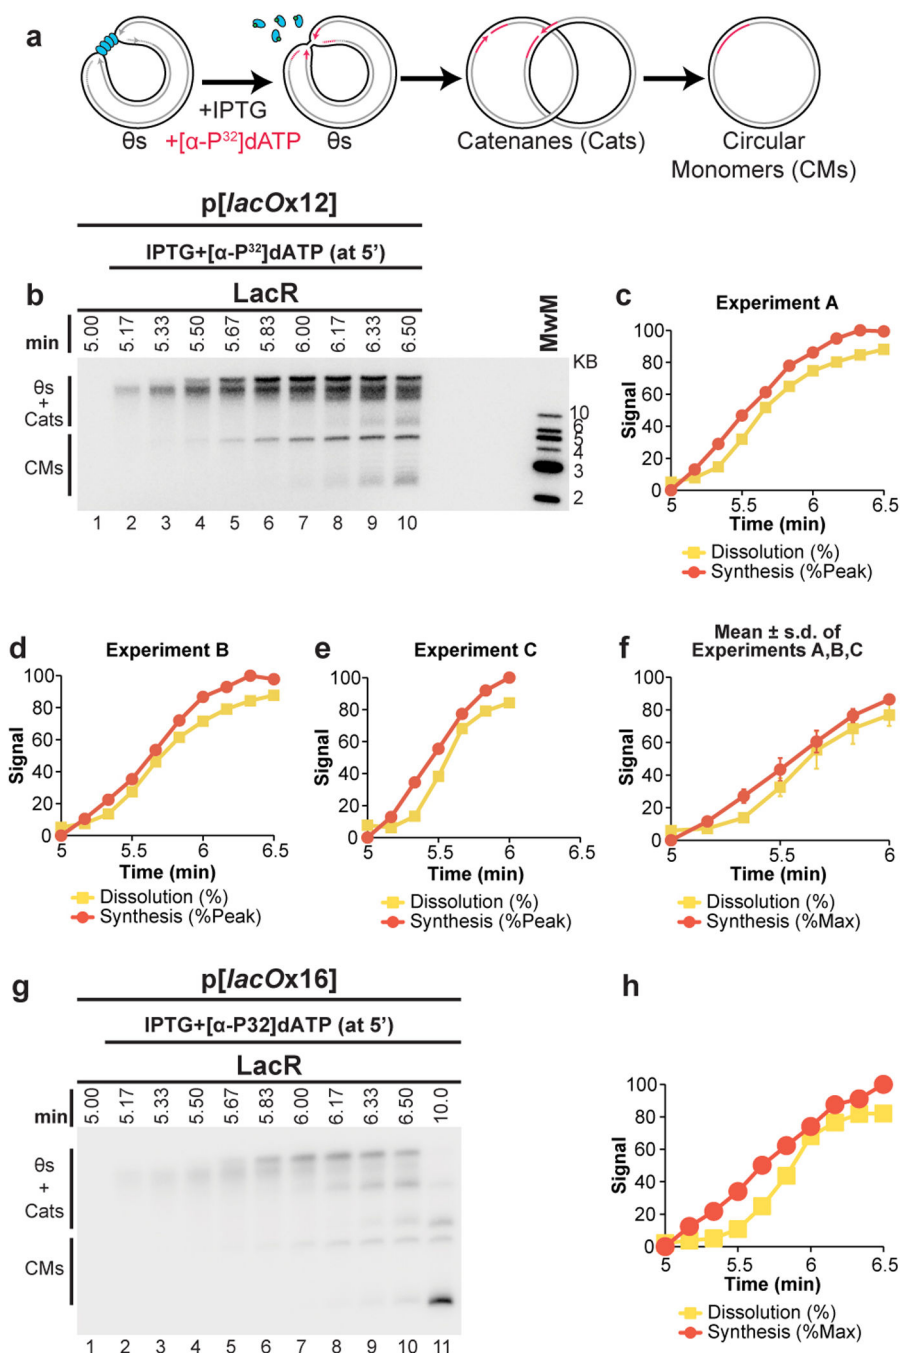 a
+IPTG
θs
+[α-P³²]dATP
θs
Catenanes (Cats)
Circular
Monomers (CMs)
p[lacOx12]
IPTG+[α-P³²]dATP (at 5’)
LacR
b
min
5.00 5.17 5.33 5.50 5.67 5.83 6.00 6.17 6.33 6.50
MwM
KB
θs
+
Cats
CMs
10
6
5
4
3
2
1 2 3 4 5 6 7 8 9 10
c
Experiment A
Signal
100
80
60
40
20
0
5 5.5 6 6.5
Time (min)
Dissolution (%)
Synthesis (%Peak)
d
Experiment B
Signal
100
80
60
40
20
0
5 5.5 6 6.5
Time (min)
Dissolution (%)
Synthesis (%Peak)
e
Experiment C
Signal
100
80
60
40
20
0
5 5.5 6 6.5
Time (min)
Dissolution (%)
Synthesis (%Peak)
f
Mean ± s.d. of
Experiments A,B,C
Signal
100
80
60
40
20
0
5 5.5 6
Time (min)
Dissolution (%)
Synthesis (%Max)
g
p[lacOx16]
IPTG+[α-P32]dATP (at 5’)
LacR
min
5.00 5.17 5.33 5.50 5.67 5.83 6.00 6.17 6.33 6.50 10.0
θs
+
Cats
CMs
1 2 3 4 5 6 7 8 9 10 11
h
Signal
100
80
60
40
20
0
5 5.5 6 6.5
Time (min)
Dissolution (%)
Synthesis (%Max)